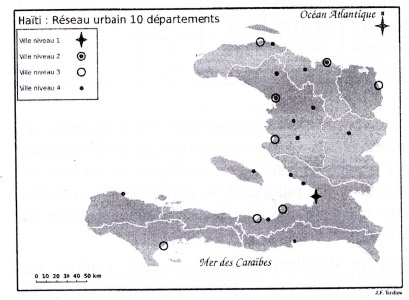 Haïti : Réseau urbain 10 départements
Océan Atlantique
Ville niveau 1
Ville niveau 2
Ville niveau 3
Ville niveau 4
Mer des Caraibes
0 10 20 30 40 50 km
J.F. Tardieu